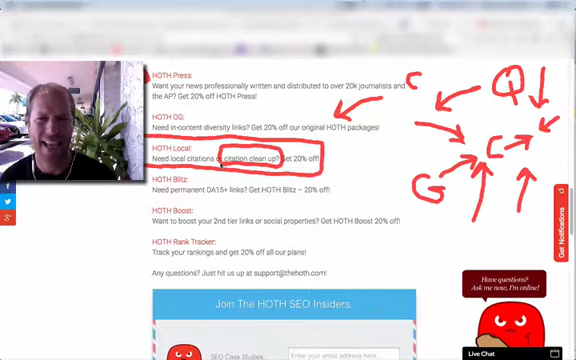 HOTH Press:
Want your news professionally written and distributed to over 20k journalists and
the AP? Get 20% off HOTH Press!
HOTH OG:
Need in-content diversity links? Get 20% off our original HOTH packages!
HOTH Local:
Need local citations or citation clean up? Get 20% off!
HOTH Blitz:
Need permanent DA15+ links? Get HOTH Blitz – 20% off!
HOTH Boost:
Want to boost your 2nd tier links or social properties? Get HOTH Boost 20% off!
HOTH Rank Tracker:
Track your rankings and get 20% off all our plans!
Any questions? Just hit us up at support@thehoth.com!
Join The HOTH SEO Insiders.
SEO Case Studies.
Enter your email address here...
Get Notifications
Have questions?
Ask me now, I'm online!
Live Chat
C
Q
C
G